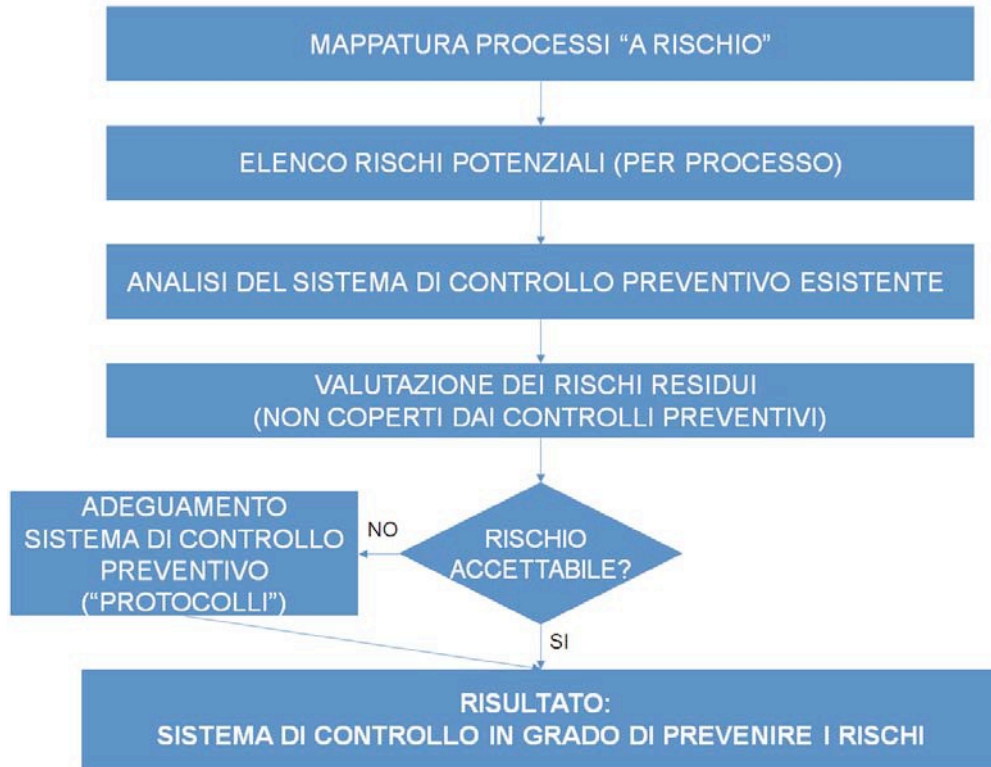 MAPPATURA PROCESSI “A RISCHIO”
ELENCO RISCHI POTENZIALI (PER PROCESSO)
ANALISI DEL SISTEMA DI CONTROLLO PREVENTIVO ESISTENTE
VALUTAZIONE DEI RISCHI RESIDUI
(NON COPERTI DAI CONTROLLI PREVENTIVI)
ADEGUAMENTO
SISTEMA DI CONTROLLO
PREVENTIVO
(“PROTOCOLLI”)
NO
RISCHIO
ACCETTABILE?
SI
RISULTATO:
SISTEMA DI CONTROLLO IN GRADO DI PREVENIRE I RISCHI